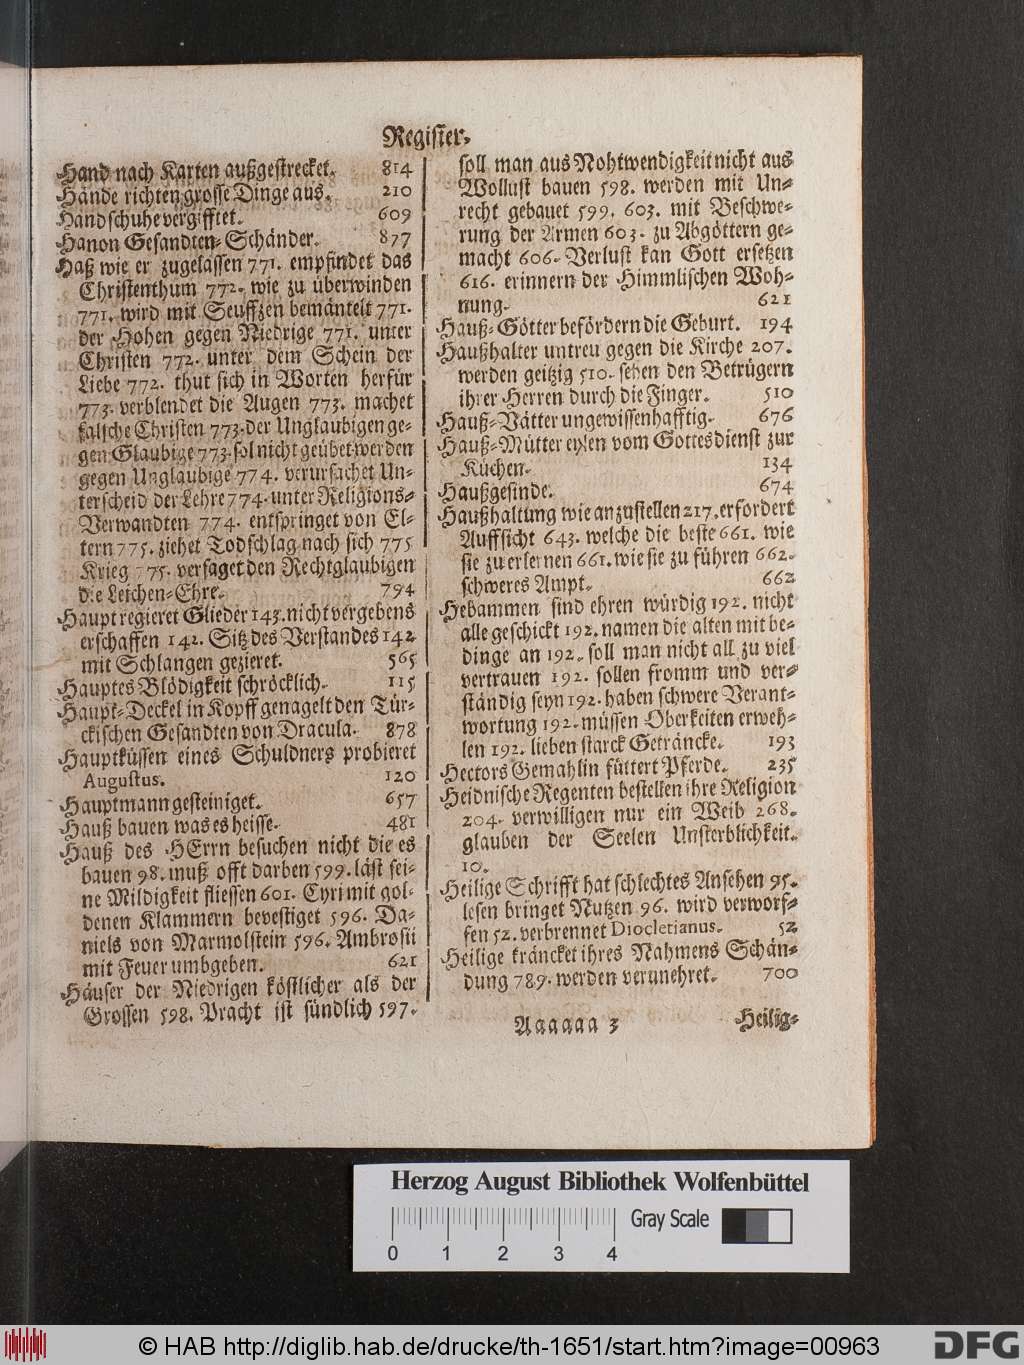 Register.
Hand nach Karten außgestrecket. 814
Hände richten grosse Dinge aus. 210
Handschuhe vergifftet. 609
Hanon Gesandten-Schänder. 877
Haß wie er zugelassen 771. empfindet das
Christenthum 772. wie zu überwinden
771. wird mit Seuffzen bemäntelt 771.
der Hohen gegen Niedrige 771. unter
Christen 772. unter dem Schein der
Liebe 772. thut sich in Worten herfür
773. verblendet die Augen 773. machet
falsche Christen 773. der Unglaubigen ge-
gen Glaubige 773. sol nicht geübet werden
gegen Unglaubige 774. verursachet Un-
terscheid der Lehre 774. unter Religions-
Verwandten 774. entspringet von El-
tern 775. ziehet Todschlag nach sich 775
Krieg 775. versaget den Rechtglaubigen
die Leichen-Ehre. 794
Haupt regieret Glieder 143. nicht vergebens
erschaffen 142. Sitz des Verstandes 142
mit Schlangen gezieret. 565
Hauptes Blödigkeit schröcklich. 115
Haupt-Deckel in Kopff genagelt den Tür-
ckischen Gesandten von Dracula. 878
Hauptküssen eines Schuldners probieret
Augustus. 120
Hauptmann gesteiniget. 657
Hauß bauen was es heisse. 481
Hauß des HErrn besuchen nicht die es
bauen 98. muß offt darben 599. läst sei-
ne Mildigkeit fliessen 601. Cyri mit gol-
denen Klammern bevestiget 596. Da-
niels von Marmolstein 596. Ambrosii
mit Feuer umbgeben. 621
Häuser der Niedrigen köstlicher als der
Grossen 598. Pracht ist sündlich 597.
soll man aus Nohtwendigkeit nicht aus
Wollust bauen 598. werden mit Un-
recht gebauet 599. 603. mit Beschwe-
rung der Armen 603. zu Abgöttern ge-
macht 606. Verlust kan Gott ersetzen
616. erinnern der Himmlischen Woh-
nung. 621
Hauß-Götter befördern die Geburt. 194
Haußhalter untreu gegen die Kirche 207.
werden geitzig 510. sehen den Betrügern
ihrer Herren durch die Finger. 510
Hauß-Vätter ungewissenhafftig. 676
Hauß-Mütter eylen vom Gottesdienst zur
Küchen. 134
Haußgesinde. 674
Haußhaltung wie anzustellen 217. erfordert
Auffsicht 643. welche die beste 661. wie
sie zu erlernen 661. wie sie zu führen 662.
schweres Ampt. 662
Hebammen sind ehren würdig 192. nicht
alle geschickt 192. namen die alten mit be-
dinge an 192. soll man nicht all zu viel
vertrauen 192. sollen fromm und ver-
ständig seyn 192. haben schwere Verant-
wortung 192. müssen Oberkeiten erweh-
len 192. lieben starck Geträncke. 193
Hectors Gemahlin füttert Pferde. 235
Heidnische Regenten bestellen ihre Religion
204. verwilligen nur ein Weib 268.
glauben der Seelen Unsterblichkeit.
10.
Heilige Schrifft hat schlechtes Ansehen 95.
lesen bringet Nutzen 96. wird verworf-
fen 52. verbrennet Diocletianus. 52
Heilige kräncket ihres Nahmens Schän-
dung 789. werden verunehret. 700
Aaaaaa 3 Heilig-
Herzog August Bibliothek Wolfenbüttel
Gray Scale
0 1 2 3 4
© HAB http://diglib.hab.de/drucke/th-1651/start.htm?image=00963
DFG